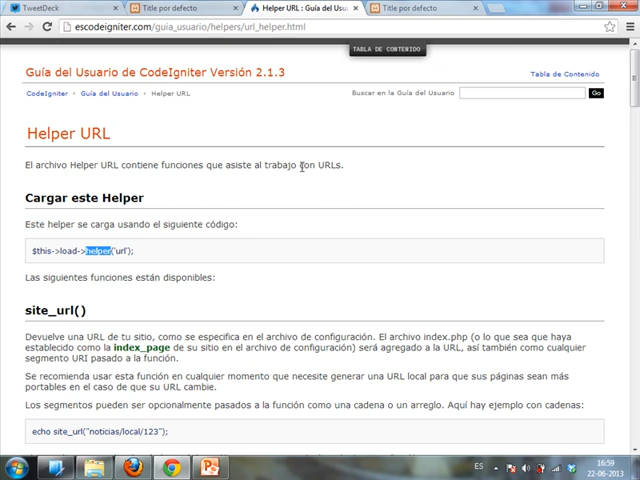 TweetDeck
Title por defecto
Helper URL : Guía del Usu
Title por defecto
escodeigniter.com/guia_usuario/helpers/url_helper.html
TABLA DE CONTENIDO
Guía del Usuario de CodeIgniter Versión 2.1.3
Tabla de Contenido
CodeIgniter › Guía del Usuario › Helper URL
Buscar en la Guía del Usuario
Go
Helper URL
El archivo Helper URL contiene funciones que asiste al trabajo con URLs.
Cargar este Helper
Este helper se carga usando el siguiente código:
$this->load->helper('url');
Las siguientes funciones están disponibles:
site_url()
Devuelve una URL de tu sitio, como se especifica en el archivo de configuración. El archivo index.php (o lo que sea que haya
establecido como la index_page de su sitio en el archivo de configuración) será agregado a la URL, así también como cualquier
segmento URI pasado a la función.
Se recomienda usar esta función en cualquier momento que necesite generar una URL local para que sus páginas sean más
portables en el caso de que su URL cambie.
Los segmentos pueden ser opcionalmente pasados a la función como una cadena o un arreglo. Aquí hay ejemplo con cadenas:
echo site_url("noticias/local/123");
ES
16:59
22-06-2013